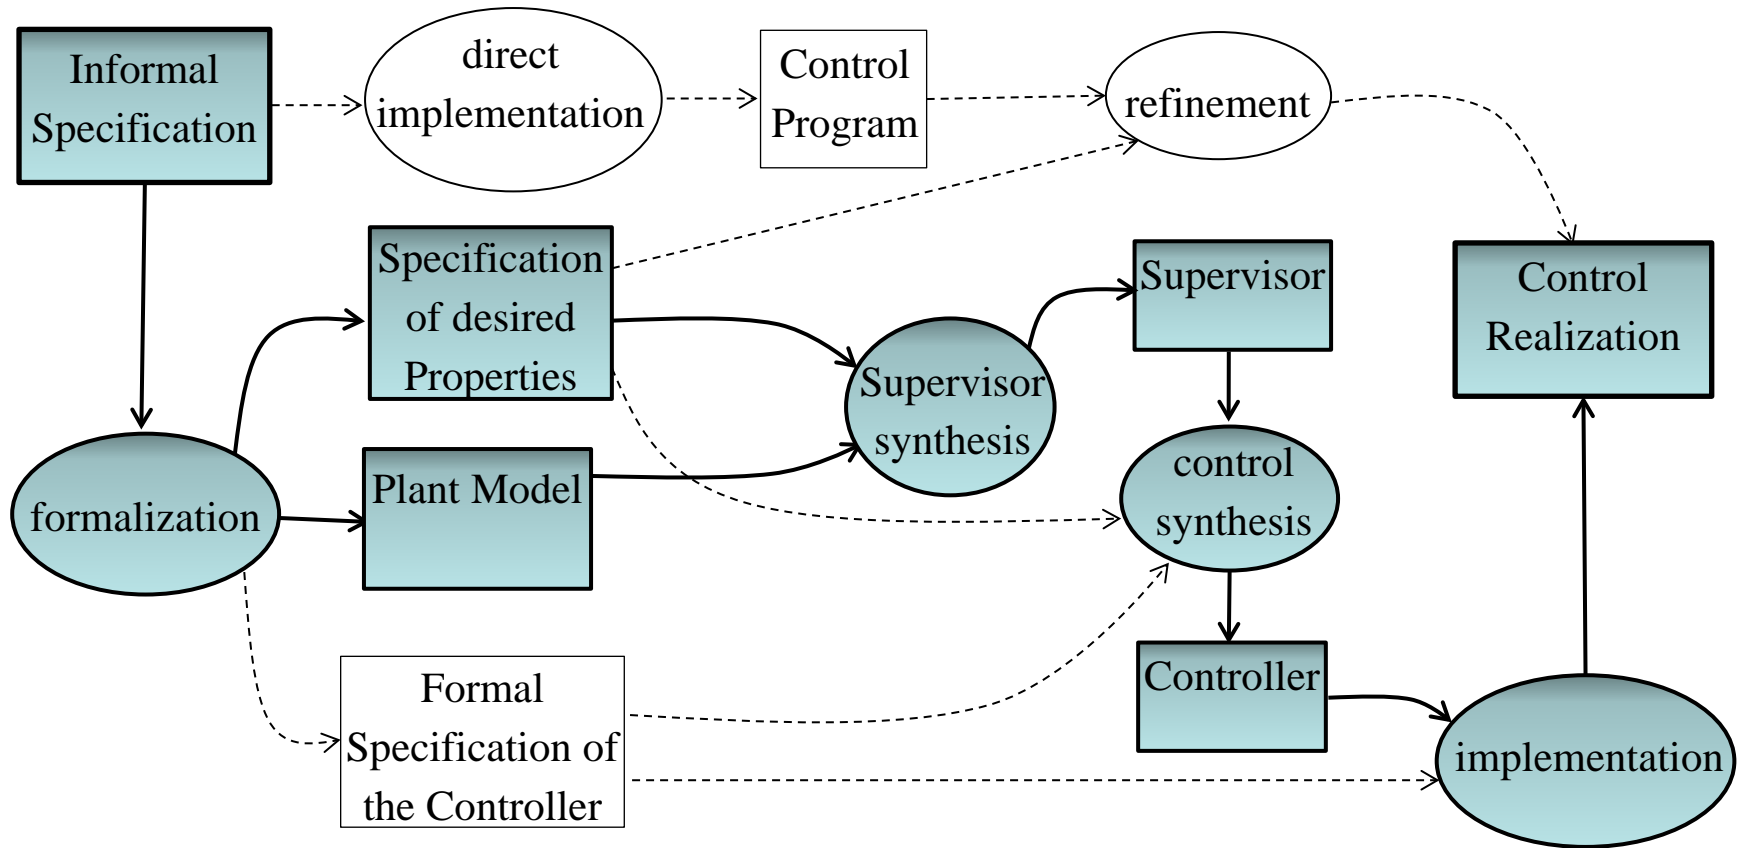 Informal
Specification
direct
implementation
Control
Program
refinement
Specification
of desired
Properties
Supervisor
Control
Realization
Supervisor
synthesis
Plant Model
control
synthesis
formalization
Formal
Specification of
the Controller
Controller
implementation